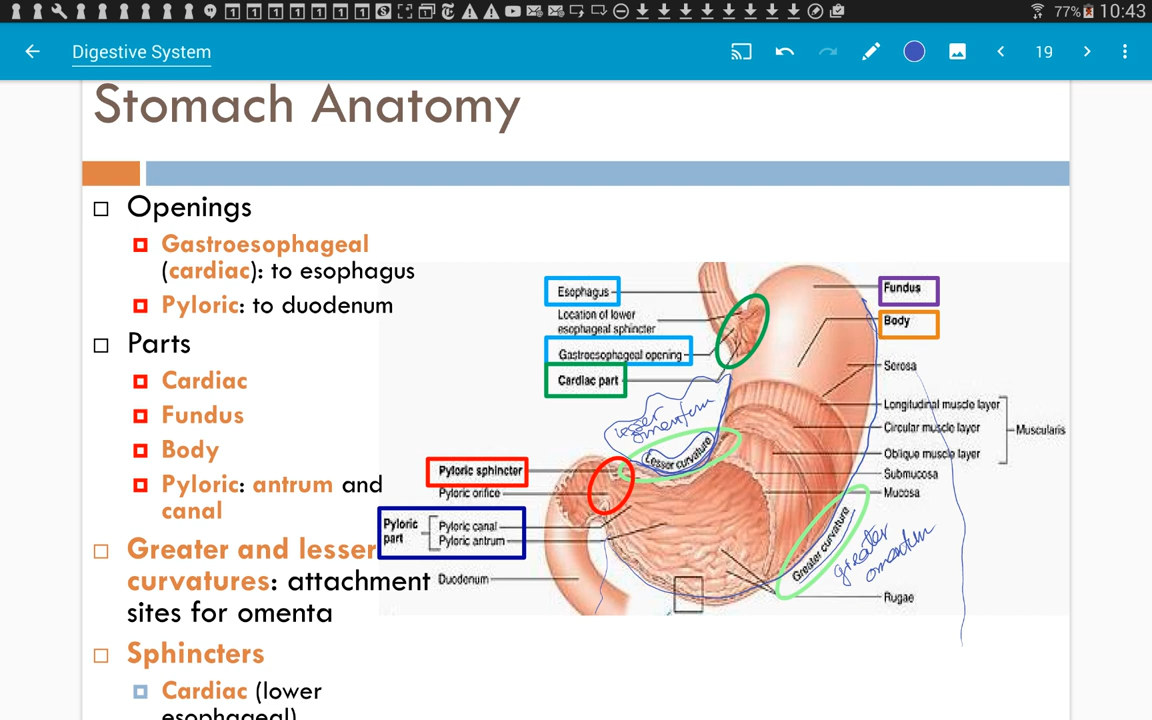 77% 10:43
Digestive System
19
Stomach Anatomy
Openings
Gastroesophageal
(cardiac): to esophagus
Pyloric: to duodenum
Parts
Cardiac
Fundus
Body
Pyloric: antrum and
canal
Greater and lesser
curvatures: attachment
sites for omenta
Sphincters
Cardiac (lower
esophageal)
Esophagus
Location of lower
esophageal sphincter
Gastroesophageal opening
Cardiac part
lesser
omentum
Lesser curvature
Pyloric sphincter
Pyloric orifice
Pyloric
part
Pyloric canal
Pyloric antrum
Duodenum
Fundus
Body
Serosa
Longitudinal muscle layer
Circular muscle layer
Oblique muscle layer
Muscularis
Submucosa
Mucosa
Greater curvature
greater
omentum
Rugae